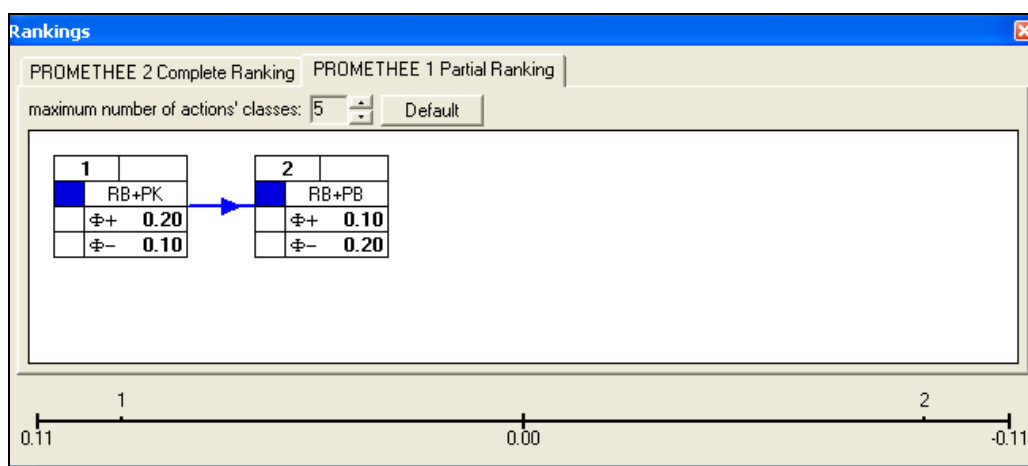 Rankings
PROMETHEE 2 Complete Ranking PROMETHEE 1 Partial Ranking
maximum number of actions' classes: 5 Default
1 2
RB+PK RB+PB
Φ+ 0.20 Φ+ 0.10
Φ− 0.10 Φ− 0.20
1 2
0.11 0.00 -0.11